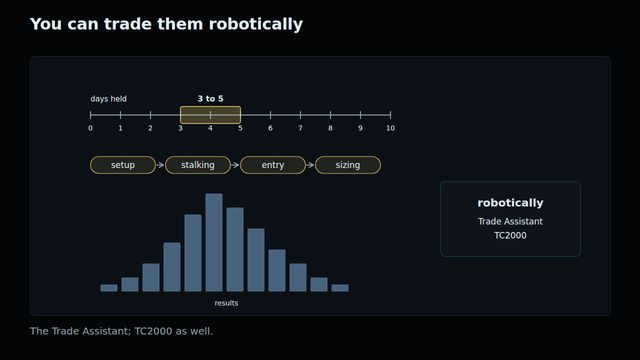 You can trade them robotically
days held
3 to 5
0 1 2 3 4 5 6 7 8 9 10
setup stalking entry sizing
robotically
Trade Assistant
TC2000
results
The Trade Assistant; TC2000 as well.